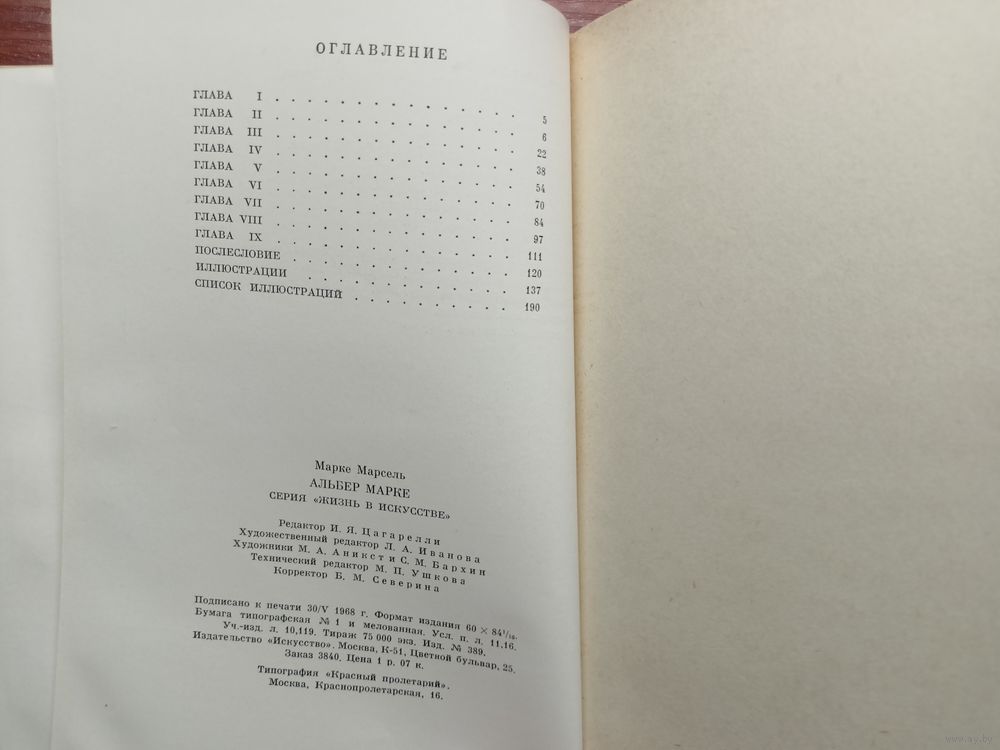 ОГЛАВЛЕНИЕ
ГЛАВА I . . . . . . . . . . . . . . . . 5
ГЛАВА II . . . . . . . . . . . . . . . . 6
ГЛАВА III . . . . . . . . . . . . . . . . 22
ГЛАВА IV . . . . . . . . . . . . . . . . 38
ГЛАВА V . . . . . . . . . . . . . . . . 54
ГЛАВА VI . . . . . . . . . . . . . . . . 70
ГЛАВА VII . . . . . . . . . . . . . . . . 84
ГЛАВА VIII . . . . . . . . . . . . . . . . 97
ГЛАВА IX . . . . . . . . . . . . . . . . 111
ПОСЛЕСЛОВИЕ . . . . . . . . . . . . . . 120
ИЛЛЮСТРАЦИИ . . . . . . . . . . . . . 137
СПИСОК ИЛЛЮСТРАЦИЙ . . . . . . . . . . 190
Марке Марсель
АЛЬБЕР МАРКЕ
СЕРИЯ «ЖИЗНЬ В ИСКУССТВЕ»
Редактор И. Я. Цагарелли
Художественный редактор Л. А. Иванова
Художники М. А. Аникст и С. М. Бархин
Технический редактор М. П. Ушкова
Корректор Б. М. Северина
Подписано к печати 30/V 1968 г. Формат издания 60 × 84¹/₁₆.
Бумага типографская № 1 и мелованная. Усл. п. л. 11,16.
Уч.-изд. л. 10,119. Тираж 75 000 экз. Изд. № 389.
Издательство «Искусство». Москва, К-51, Цветной бульвар, 25.
Заказ 3840. Цена 1 р. 07 к.
Типография «Красный пролетарий».
Москва, Краснопролетарская, 16.
www.ay.by